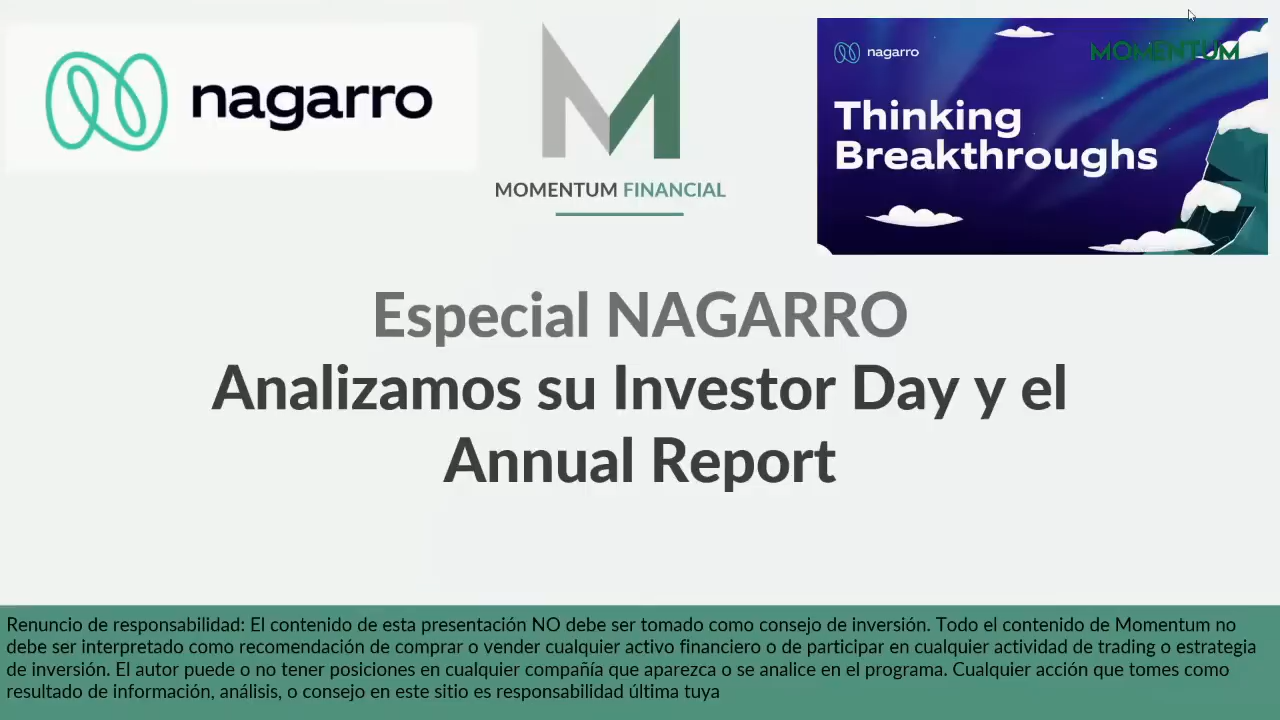 nagarro
MOMENTUM FINANCIAL
nagarro
MOMENTUM
Thinking
Breakthroughs
Especial NAGARRO
Analizamos su Investor Day y el
Annual Report
Renuncio de responsabilidad: El contenido de esta presentación NO debe ser tomado como consejo de inversión. Todo el contenido de Momentum no
debe ser interpretado como recomendación de comprar o vender cualquier activo financiero o de participar en cualquier actividad de trading o estrategia
de inversión. El autor puede o no tener posiciones en cualquier compañía que aparezca o se analice en el programa. Cualquier acción que tomes como
resultado de información, análisis, o consejo en este sitio es responsabilidad última tuya